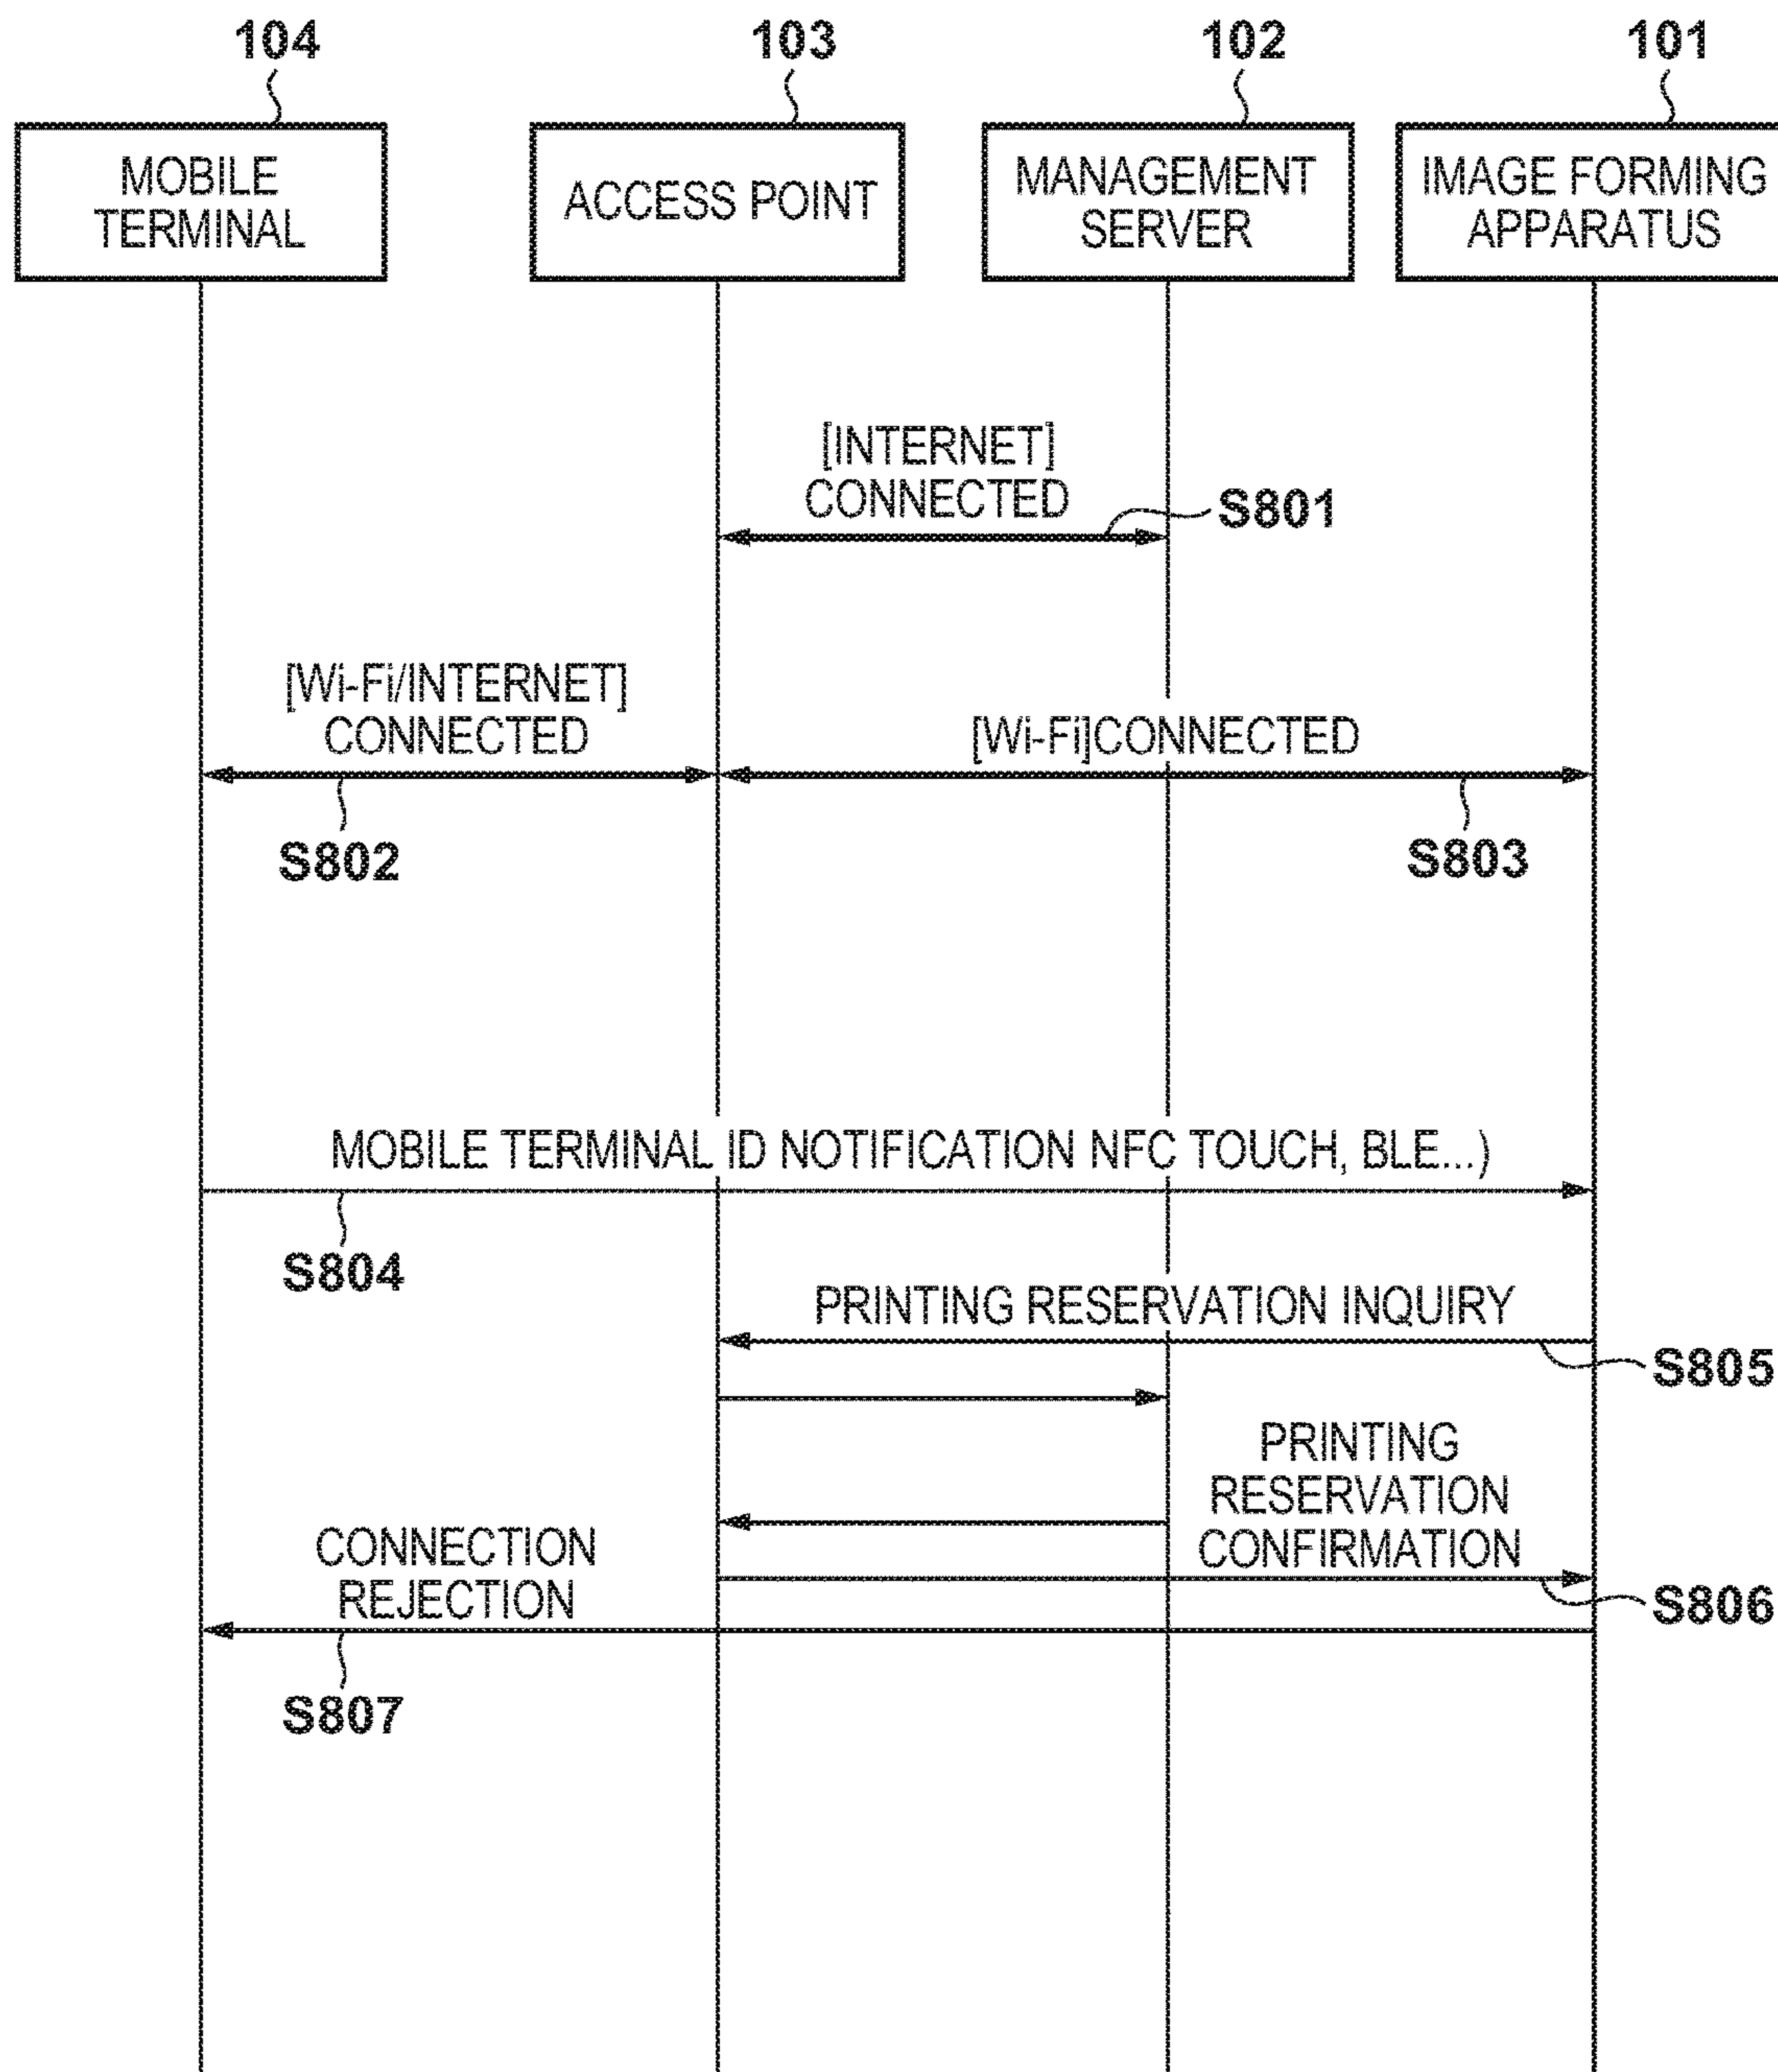 104
103
102
101
MOBILE
TERMINAL
ACCESS POINT
MANAGEMENT
SERVER
IMAGE FORMING
APPARATUS
[INTERNET]
CONNECTED
S801
[Wi-Fi/INTERNET]
CONNECTED
[Wi-Fi]CONNECTED
S802
S803
MOBILE TERMINAL ID NOTIFICATION NFC TOUCH, BLE...)
S804
PRINTING RESERVATION INQUIRY
S805
PRINTING
RESERVATION
CONFIRMATION
CONNECTION
REJECTION
S806
S807